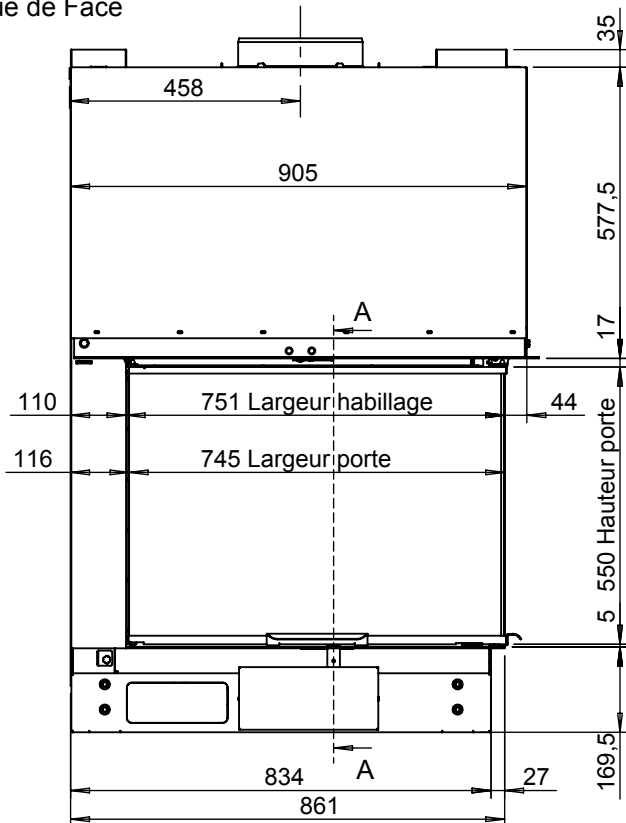 ue de Face
35
458
905
577,5
A
17
110 751 Largeur habillage 44
116 745 Largeur porte
550 Hauteur porte
5
169,5
A
834 27
861